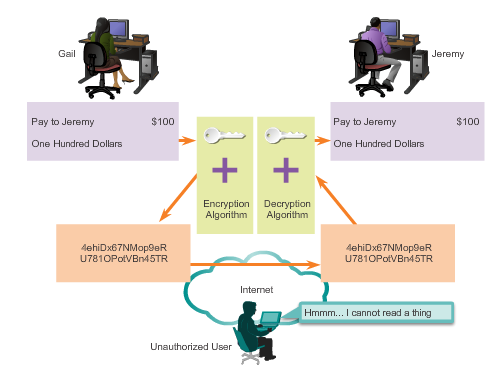 Gail
Jeremy
Pay to Jeremy $100
One Hundred Dollars
Pay to Jeremy $100
One Hundred Dollars
Encryption
Algorithm
Decryption
Algorithm
4ehiDx67NMop9eR
U781OPotVBn45TR
4ehiDx67NMop9eR
U781OPotVBn45TR
Internet
Hmmm... I cannot read a thing
Unauthorized User